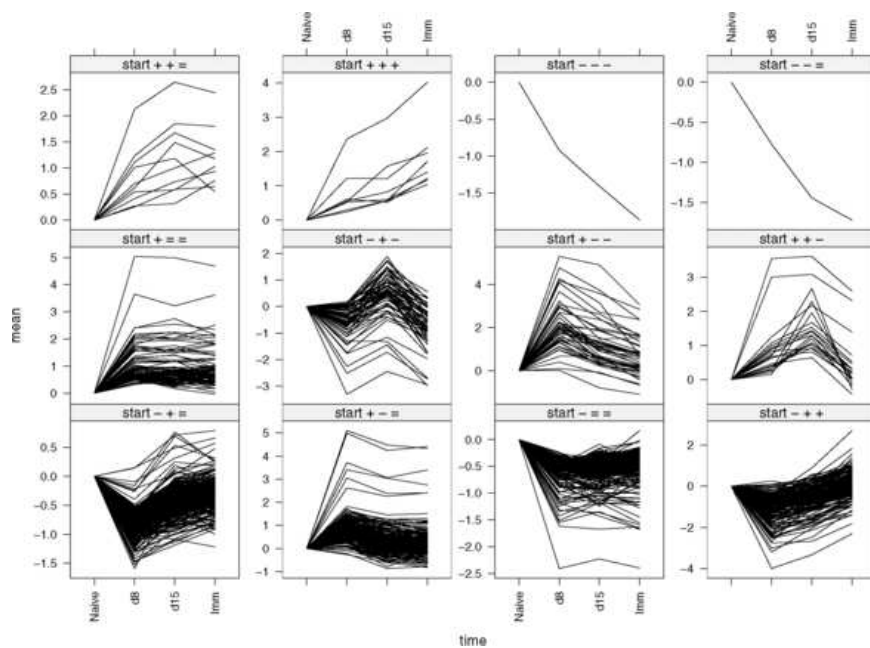 Naive d8 d15 Imm Naive d8 d15 Imm
start + + = start + + + start - - - start - - =
2.5 2.0 1.5 1.0 0.5 0.0
4 3 2 1 0
0.0 -0.5 -1.0 -1.5
0.0 -0.5 -1.0 -1.5
start + = = start - + - start + - - start + + -
5 4 3 2 1 0
2 1 0 -1 -2 -3
4 2 0
3 2 1 0
mean
start - + = start + - = start - = = start - + +
0.5 0.0 -0.5 -1.0 -1.5
5 4 3 2 1 0 -1
0.0 -0.5 -1.0 -1.5 -2.0 -2.5
2 0 -2 -4
Naive d8 d15 Imm Naive d8 d15 Imm
time